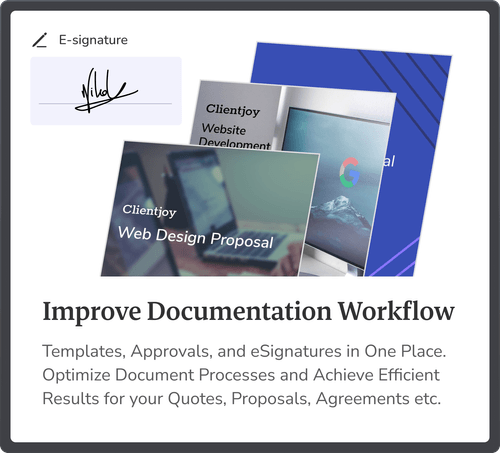 E-signature
Clientjoy
Website
Development
al
Clientjoy
Web Design Proposal
Improve Documentation Workflow
Templates, Approvals, and eSignatures in One Place.
Optimize Document Processes and Achieve Efficient
Results for your Quotes, Proposals, Agreements etc.